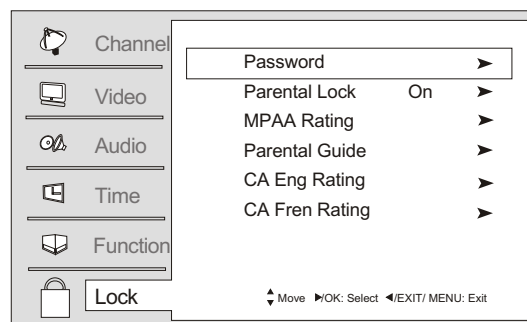 Channel
Video
Audio
Time
Function
Lock
Password
Parental Lock On
MPAA Rating
Parental Guide
CA Eng Rating
CA Fren Rating
Move /OK: Select /EXIT/ MENU: Exit